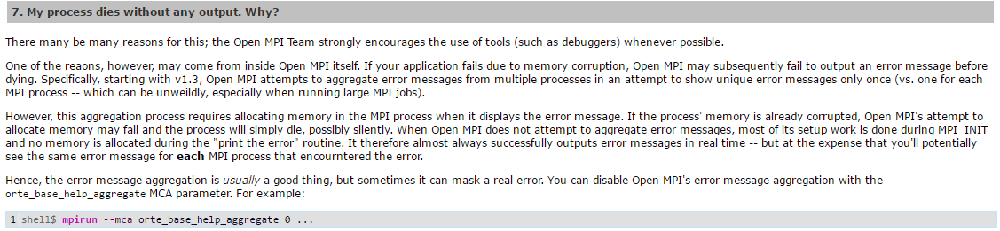 7. My process dies without any output. Why?
There many be many reasons for this; the Open MPI Team strongly encourages the use of tools (such as debuggers) whenever possible.
One of the reaons, however, may come from inside Open MPI itself. If your application fails due to memory corruption, Open MPI may subsequently fail to output an error message before
dying. Specifically, starting with v1.3, Open MPI attempts to aggregate error messages from multiple processes in an attempt to show unique error messages only once (vs. one for each
MPI process -- which can be unweildly, especially when running large MPI jobs).
However, this aggregation process requires allocating memory in the MPI process when it displays the error message. If the process' memory is already corrupted, Open MPI's attempt to
allocate memory may fail and the process will simply die, possibly silently. When Open MPI does not attempt to aggregate error messages, most of its setup work is done during MPI_INIT
and no memory is allocated during the "print the error" routine. It therefore almost always successfully outputs error messages in real time -- but at the expense that you'll potentially
see the same error message for each MPI process that encourntered the error.
Hence, the error message aggregation is usually a good thing, but sometimes it can mask a real error. You can disable Open MPI's error message aggregation with the
orte_base_help_aggregate MCA parameter. For example:
1 shell$ mpirun --mca orte_base_help_aggregate 0 ...